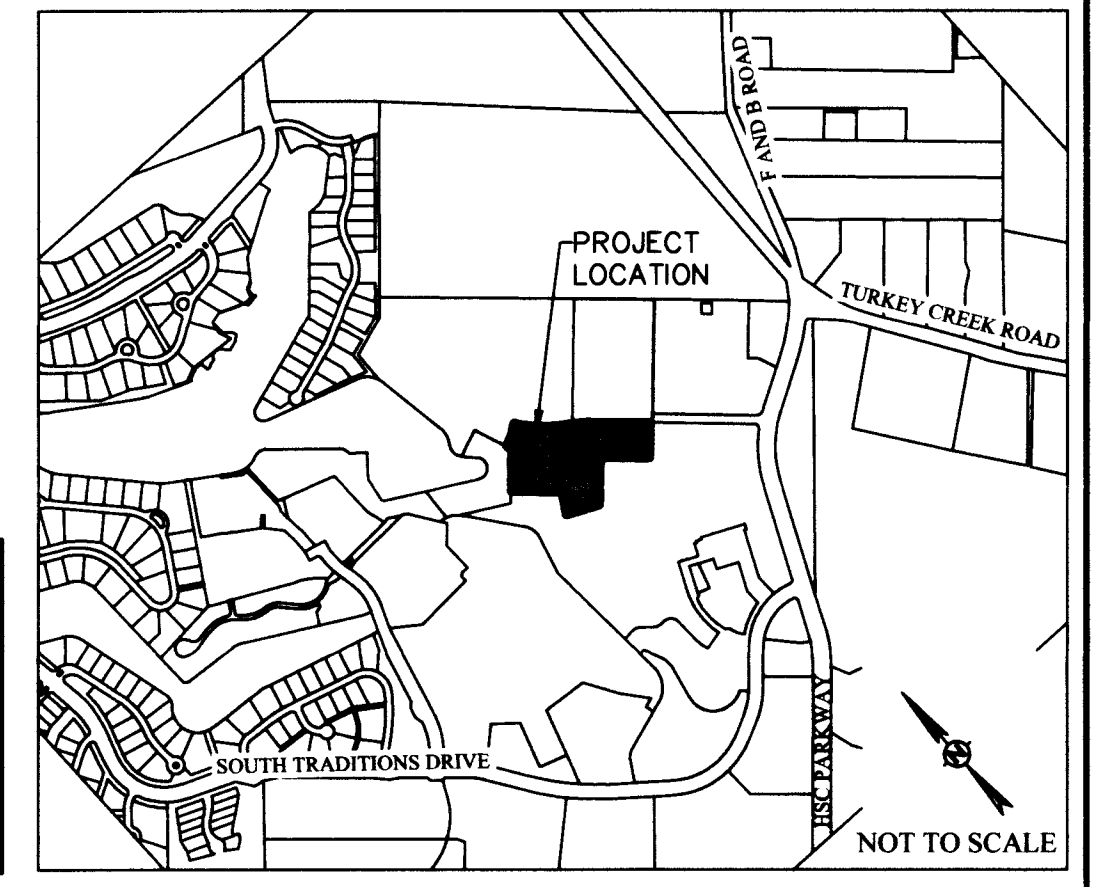 F AND B ROAD
PROJECT
LOCATION
TURKEY CREEK ROAD
SOUTH TRADITIONS DRIVE
HSC PARKWAY
N
NOT TO SCALE